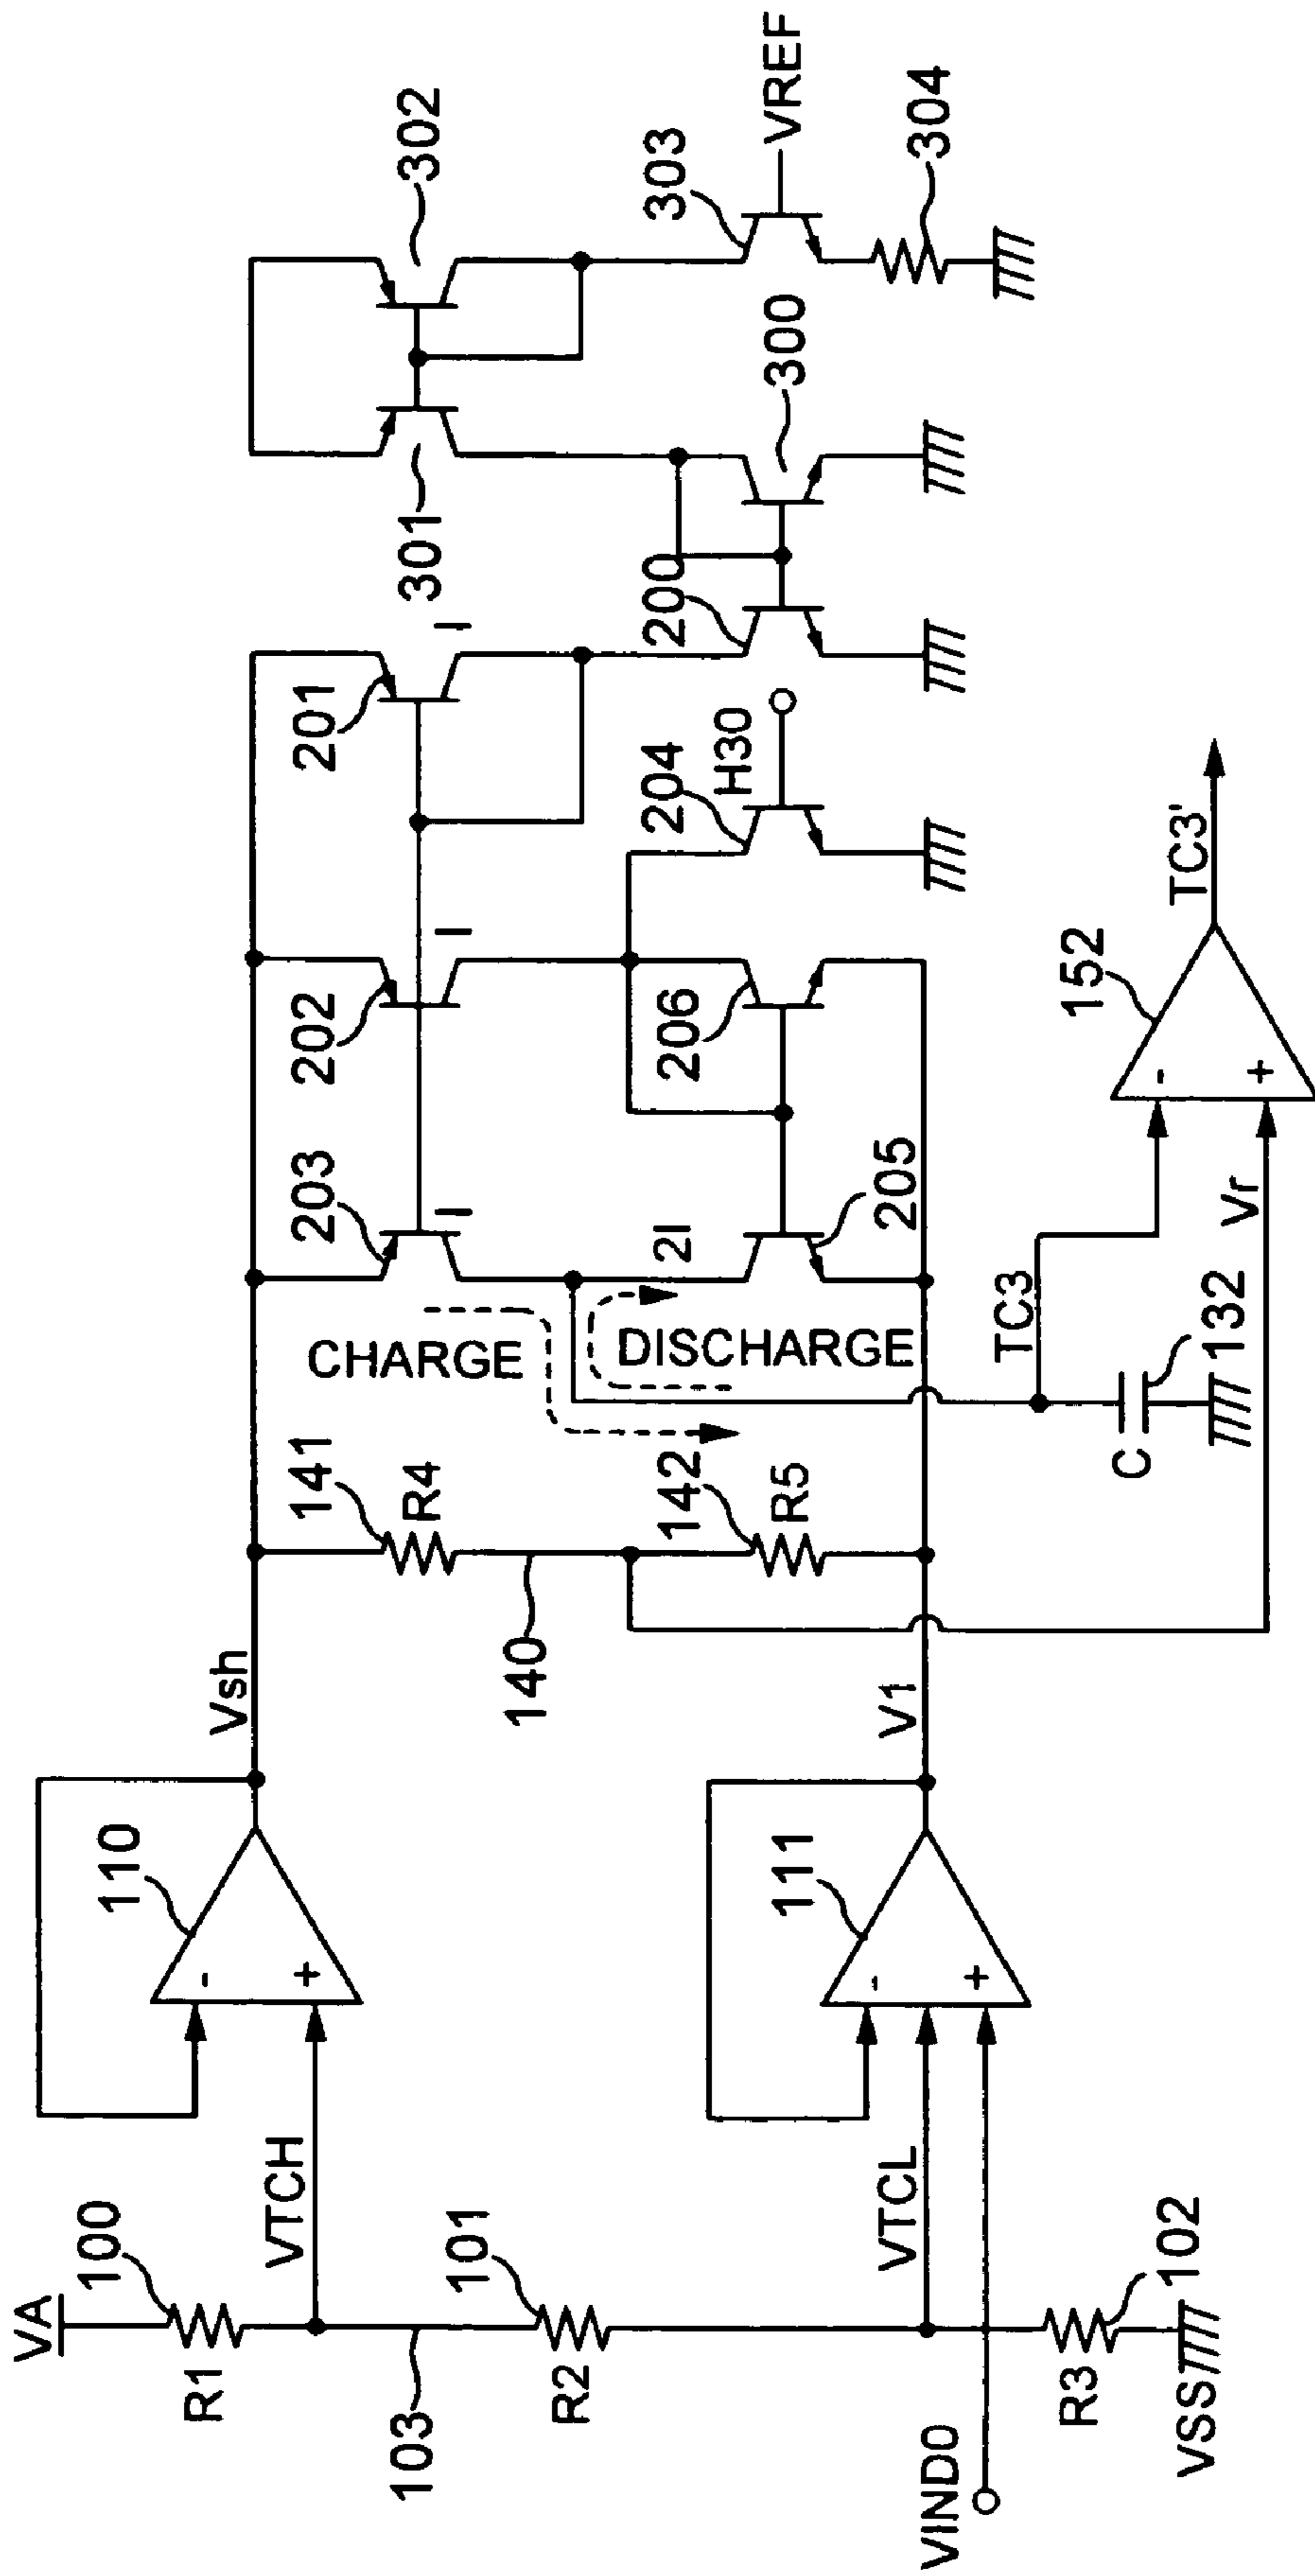 VA
100
R1
VTCH
103
101
R2
VTCL
VIND0
R3
102
VSS
110
-
+
Vsh
111
-
+
V1
140
141
R4
142
R5
CHARGE
DISCHARGE
203
I
2I
205
202
I
206
204
H30
201
I
200
301
302
300
303
VREF
304
TC3
C
132
Vr
152
-
+
TC3'